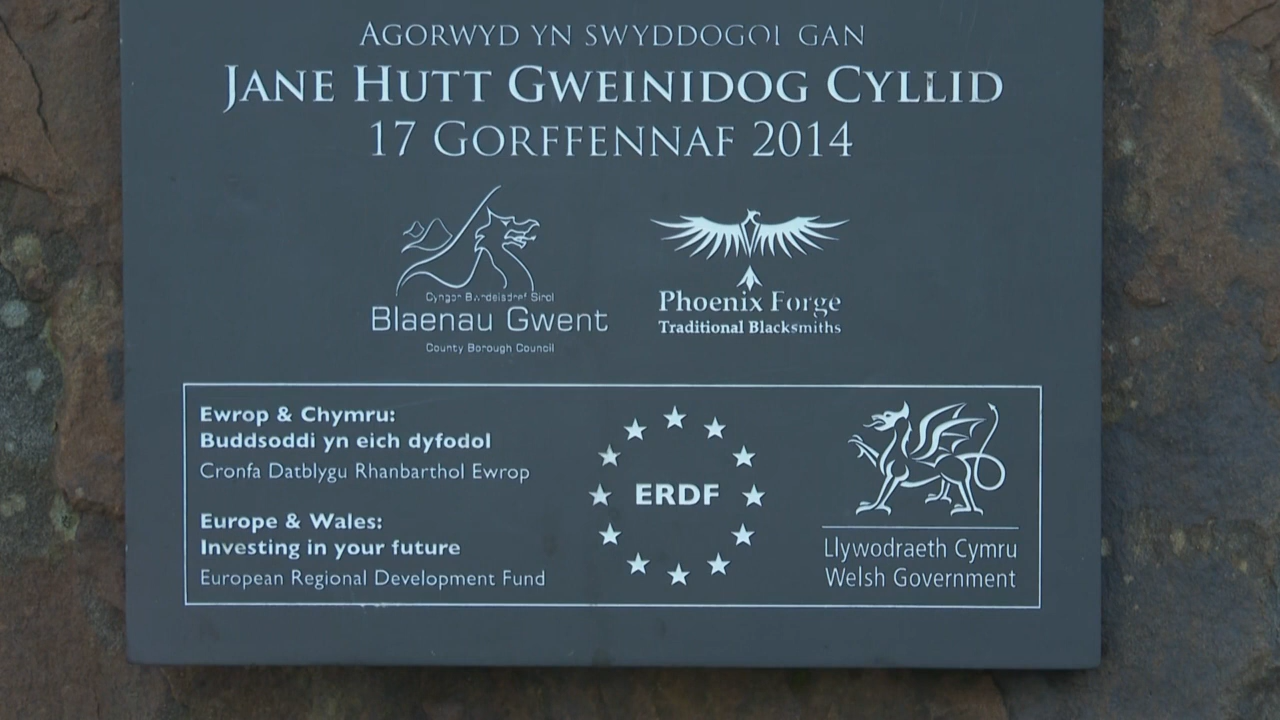 AGORWYD YN SWYDDOGOL GAN
JANE HUTT GWEINIDOG CYLLID
17 GORFFENNAF 2014
Cyngor Bwrdeisdref Sirol
Blaenau Gwent
County Borough Council
Phoenix Forge
Traditional Blacksmiths
Ewrop & Chymru:
Buddsoddi yn eich dyfodol
Cronfa Datblygu Rhanbarthol Ewrop
Europe & Wales:
Investing in your future
European Regional Development Fund
ERDF
Llywodraeth Cymru
Welsh Government